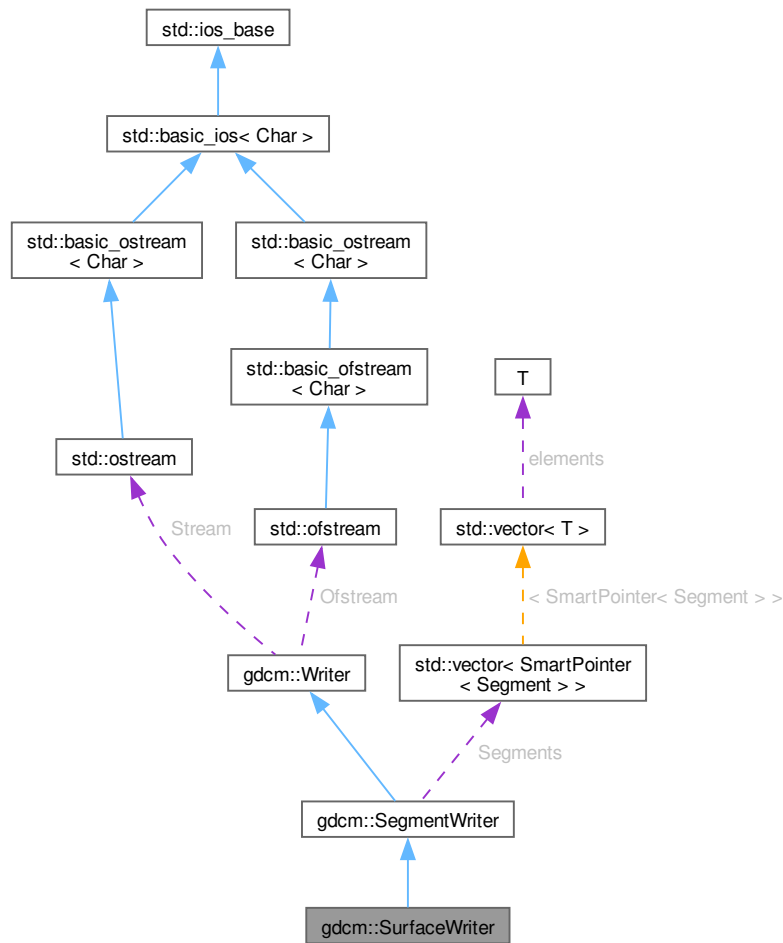 std::ios_base
std::basic_ios< Char >
std::basic_ostream
< Char >
std::basic_ostream
< Char >
std::basic_ofstream
< Char >
T
std::ostream
elements
Stream
std::ofstream
std::vector< T >
Ofstream
< SmartPointer< Segment > >
gdcm::Writer
std::vector< SmartPointer
< Segment > >
Segments
gdcm::SegmentWriter
gdcm::SurfaceWriter